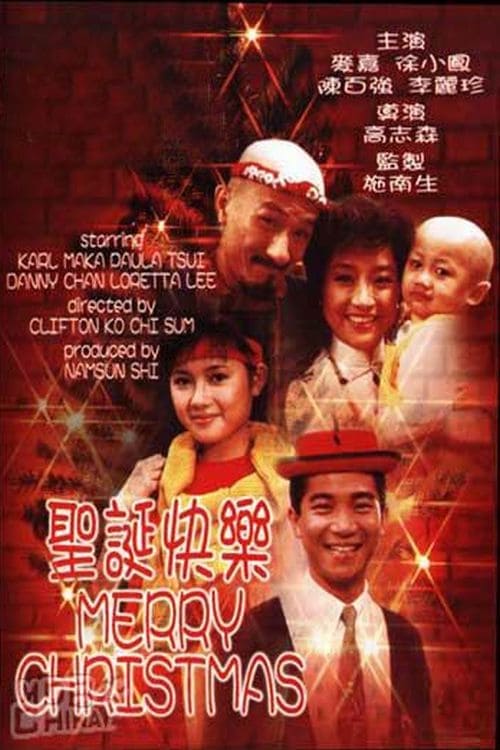 主演
麥嘉 徐小鳳
陳百強 李麗珍
導演
高志森
監製
施南生
starring
KARL MAKA PAULA TSUI
DANNY CHAN LORETTA LEE
directed by
CLIFTON KO CHI SUM
produced by
NAMSUN SHI
聖誕快樂
MERRY
CHRISTMAS